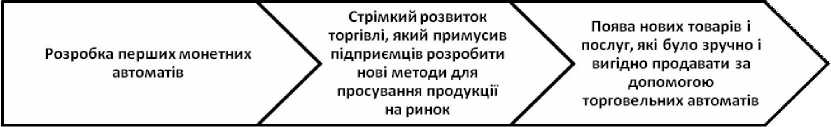 Розробка перших монетних
автоматів
Стрімкий розвиток
торгівлі, який примусив
підприємців розробити
нові методи для
просування продукції
на ринок
Поява нових товарів і
послуг, які було зручно і
вигідно продавати за
допомогою
торговельних автоматів